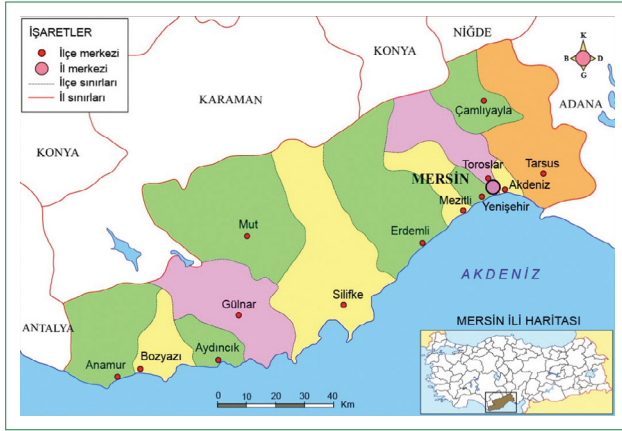 İŞARETLER
İlçe merkezi
İl merkezi
İlçe sınırları
İl sınırları
NİĞDE
KONYA
K
B
D
G
KARAMAN
ADANA
Çamlıyayla
KONYA
Toroslar
Tarsus
MERSİN
Akdeniz
Mezitli
Yenişehir
Mut
Erdemli
AKDENİZ
Silifke
Gülnar
ANTALYA
MERSİN İLİ HARİTASI
Aydıncık
Bozyazı
Anamur
0 10 20 30 40
Km